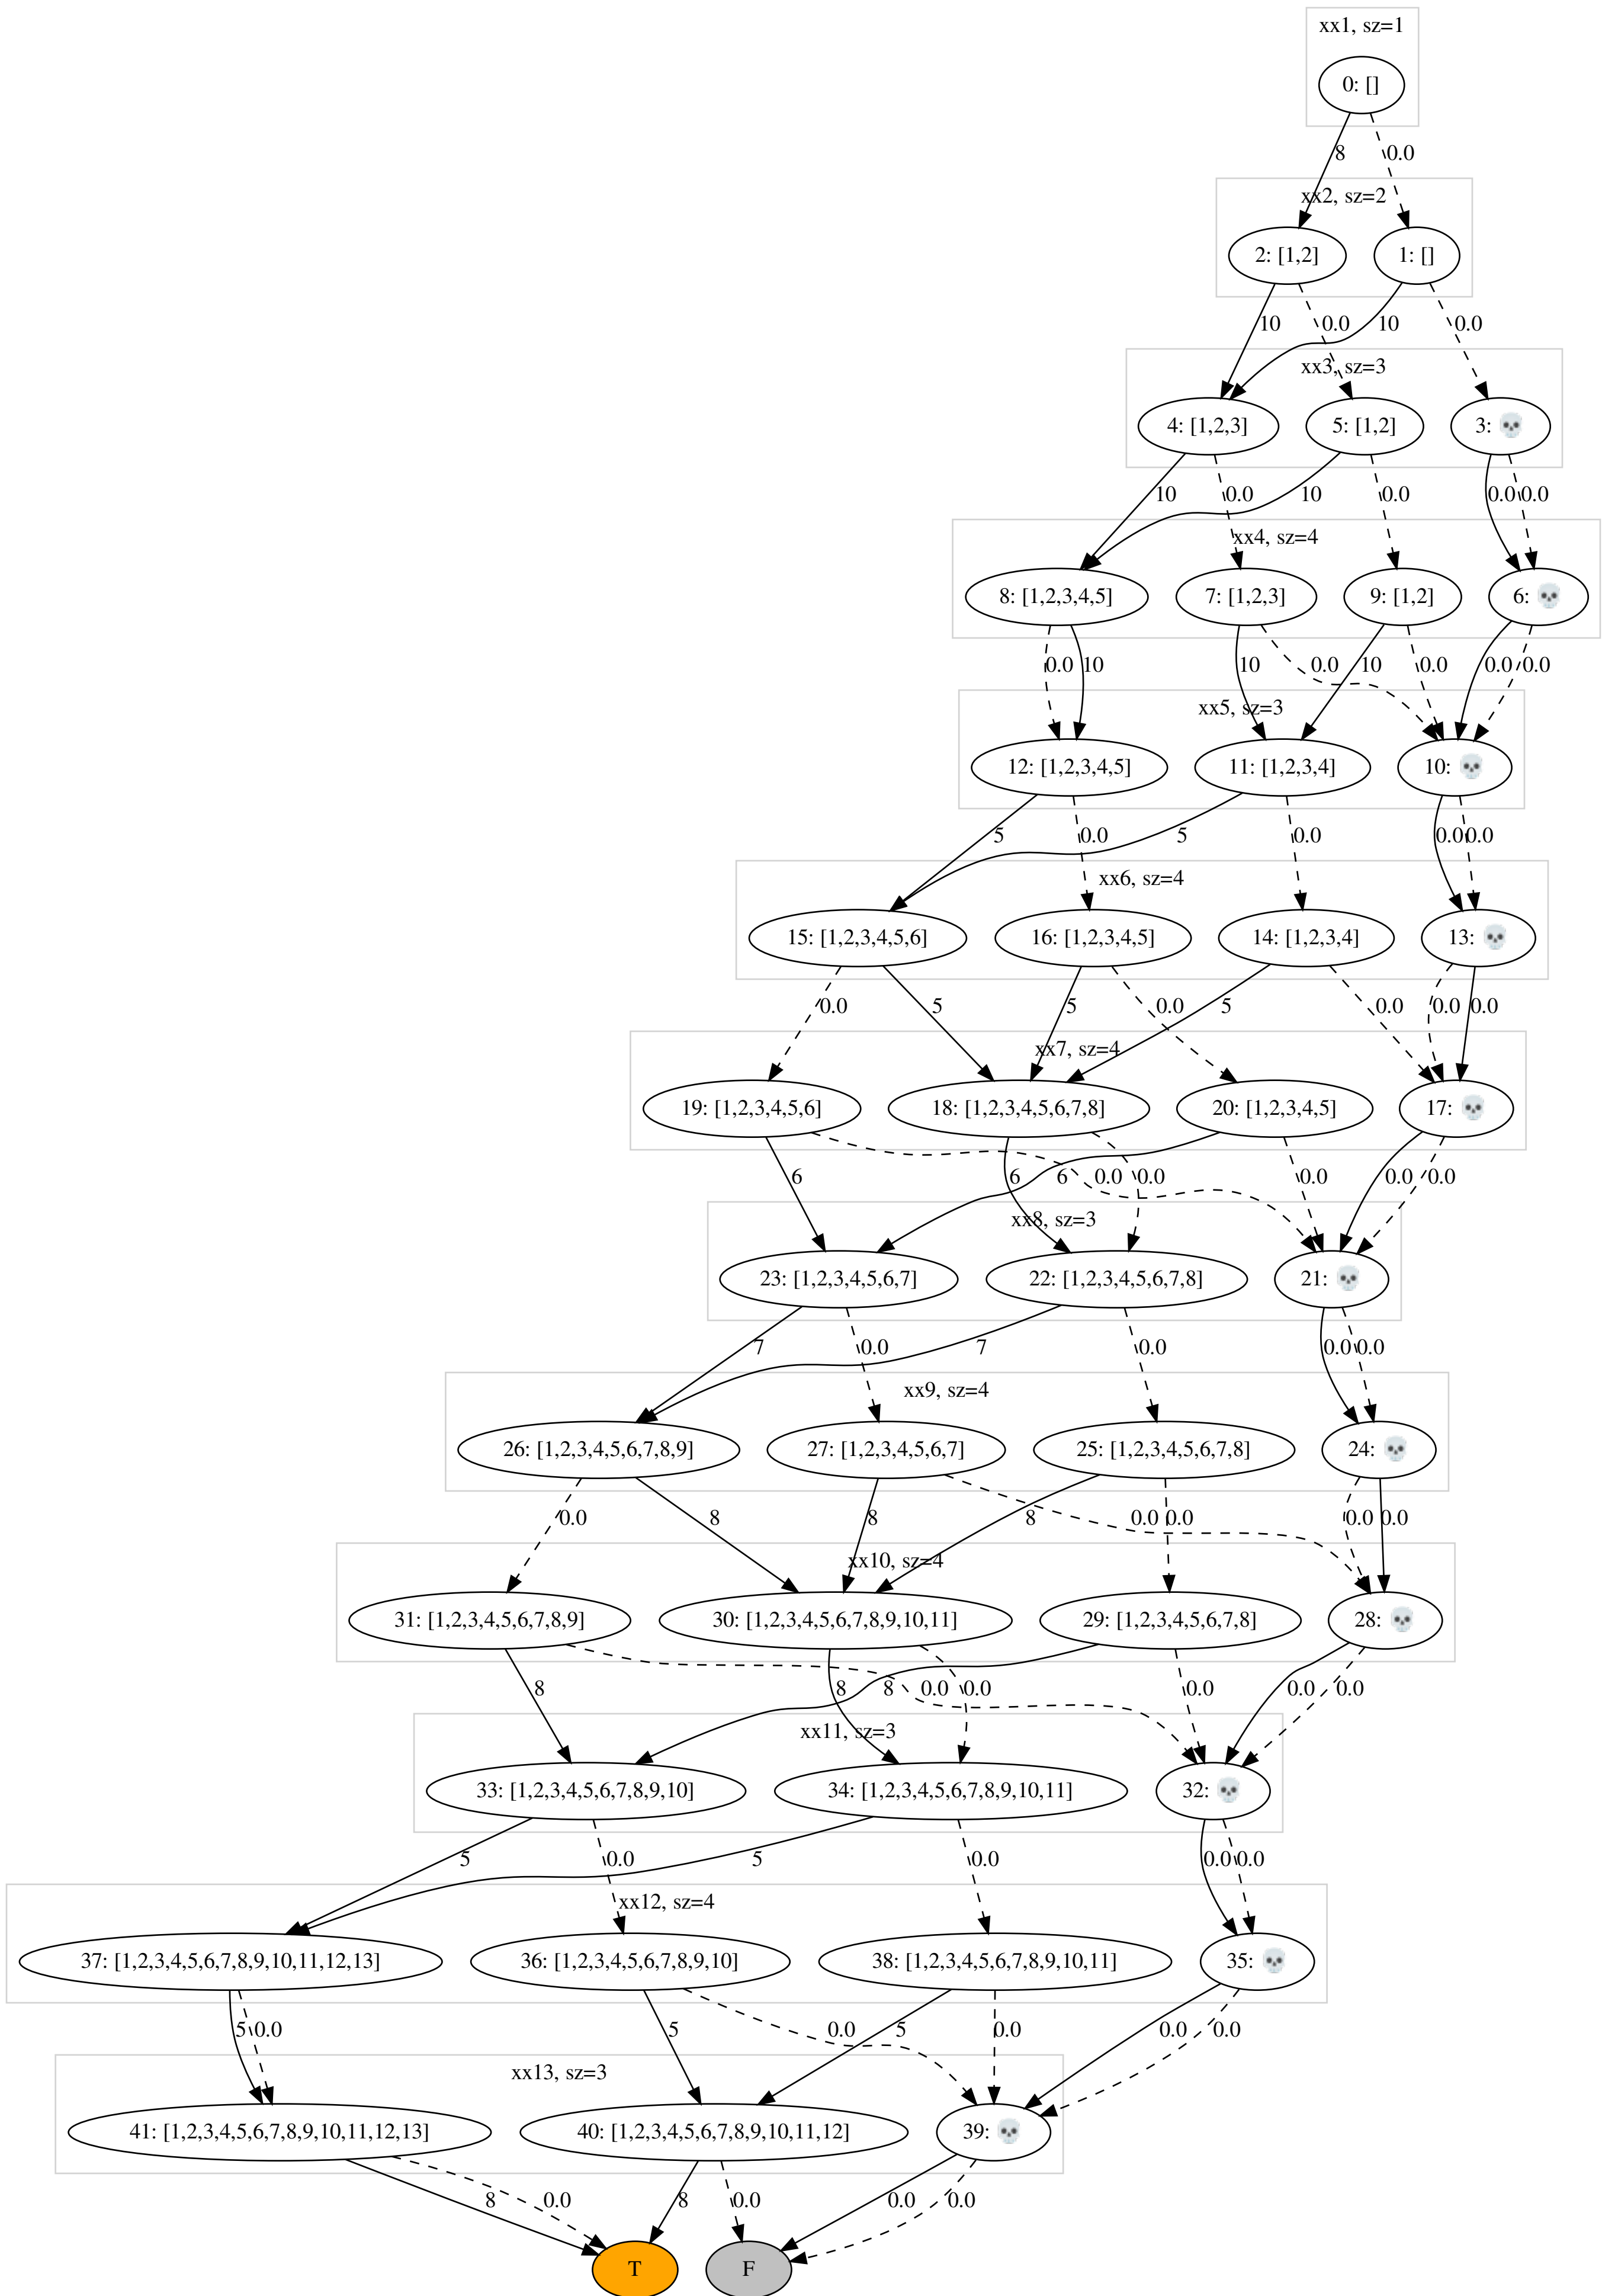 xx1, sz=1
0: []
8 0.0
xx2, sz=2
2: [1,2] 1: []
10 0.0 10 0.0
xx3, sz=3
4: [1,2,3] 5: [1,2] 3: 💀
10 0.0 10 0.0 0.0 0.0
xx4, sz=4
8: [1,2,3,4,5] 7: [1,2,3] 9: [1,2] 6: 💀
0.0 10 10 0.0 10 0.0 0.0 0.0
xx5, sz=3
12: [1,2,3,4,5] 11: [1,2,3,4] 10: 💀
5 0.0 5 0.0 0.0 0.0
xx6, sz=4
15: [1,2,3,4,5,6] 16: [1,2,3,4,5] 14: [1,2,3,4] 13: 💀
0.0 5 5 0.0 5 0.0 0.0 0.0
xx7, sz=4
19: [1,2,3,4,5,6] 18: [1,2,3,4,5,6,7,8] 20: [1,2,3,4,5] 17: 💀
6 6 6 0.0 0.0 0.0 0.0 0.0
xx8, sz=3
23: [1,2,3,4,5,6,7] 22: [1,2,3,4,5,6,7,8] 21: 💀
7 0.0 7 0.0 0.0 0.0
xx9, sz=4
26: [1,2,3,4,5,6,7,8,9] 27: [1,2,3,4,5,6,7] 25: [1,2,3,4,5,6,7,8] 24: 💀
0.0 8 8 8 0.0 0.0 0.0 0.0
xx10, sz=4
31: [1,2,3,4,5,6,7,8,9] 30: [1,2,3,4,5,6,7,8,9,10,11] 29: [1,2,3,4,5,6,7,8] 28: 💀
8 8 8 0.0 0.0 0.0 0.0 0.0
xx11, sz=3
33: [1,2,3,4,5,6,7,8,9,10] 34: [1,2,3,4,5,6,7,8,9,10,11] 32: 💀
5 0.0 5 0.0 0.0 0.0
xx12, sz=4
37: [1,2,3,4,5,6,7,8,9,10,11,12,13] 36: [1,2,3,4,5,6,7,8,9,10] 38: [1,2,3,4,5,6,7,8,9,10,11] 35: 💀
5 0.0 5 0.0 5 0.0 0.0 0.0
xx13, sz=3
41: [1,2,3,4,5,6,7,8,9,10,11,12,13] 40: [1,2,3,4,5,6,7,8,9,10,11,12] 39: 💀
8 0.0 8 0.0 0.0 0.0
T F